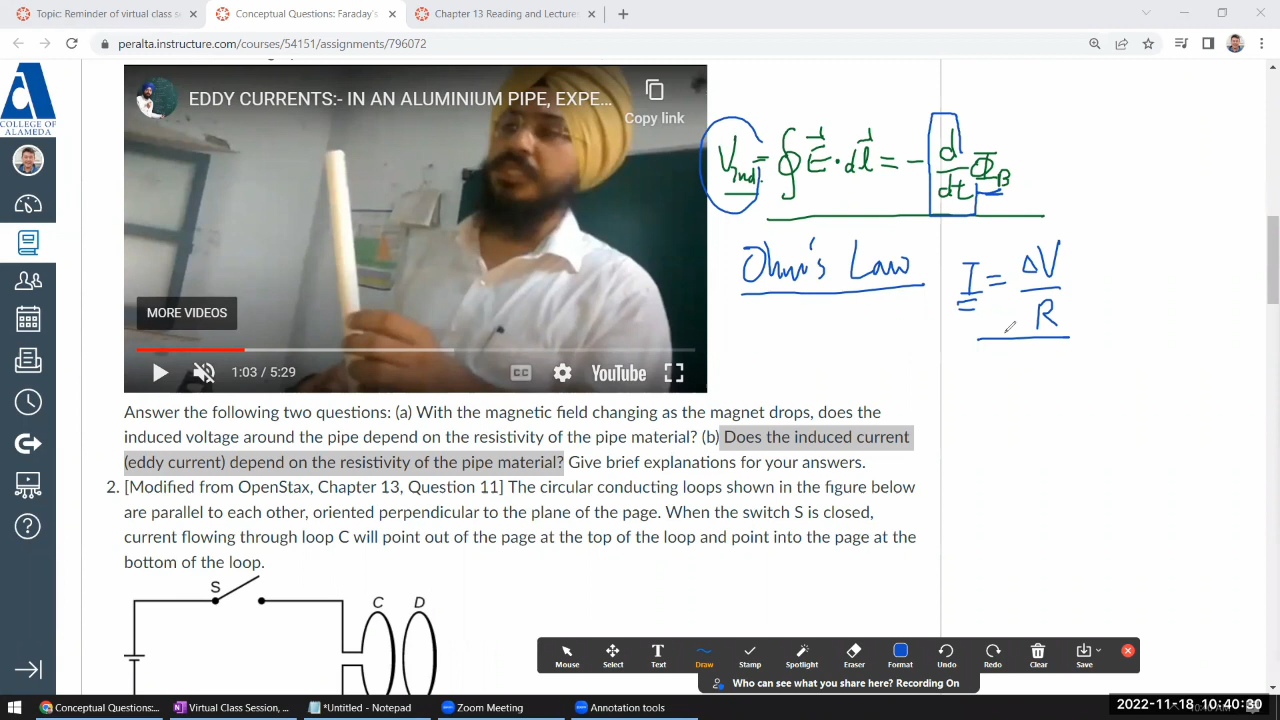 Topic: Reminder of virtual class s
Conceptual Questions: Faraday's
Chapter 13 Reading and Lecture
peralta.instructure.com/courses/54151/assignments/796072
COLLEGE OF
ALAMEDA
EDDY CURRENTS:- IN AN ALUMINIUM PIPE, EXPE...
Copy link
MORE VIDEOS
1:03 / 5:29
CC
YouTube
V_ind. = ∮ E⃗ · dl⃗ = - d/dt Φ_B
Ohm's Law
I = ΔV/R
Answer the following two questions: (a) With the magnetic field changing as the magnet drops, does the
induced voltage around the pipe depend on the resistivity of the pipe material? (b) Does the induced current
(eddy current) depend on the resistivity of the pipe material? Give brief explanations for your answers.
2. [Modified from OpenStax, Chapter 13, Question 11] The circular conducting loops shown in the figure below
are parallel to each other, oriented perpendicular to the plane of the page. When the switch S is closed,
current flowing through loop C will point out of the page at the top of the loop and point into the page at the
bottom of the loop.
S
C
D
Mouse
Select
Text
Draw
Stamp
Spotlight
Eraser
Format
Undo
Redo
Clear
Save
Who can see what you share here? Recording On
Conceptual Questions:...
Virtual Class Session, ...
*Untitled - Notepad
Zoom Meeting
Annotation tools
2022-11-18 10:40:30